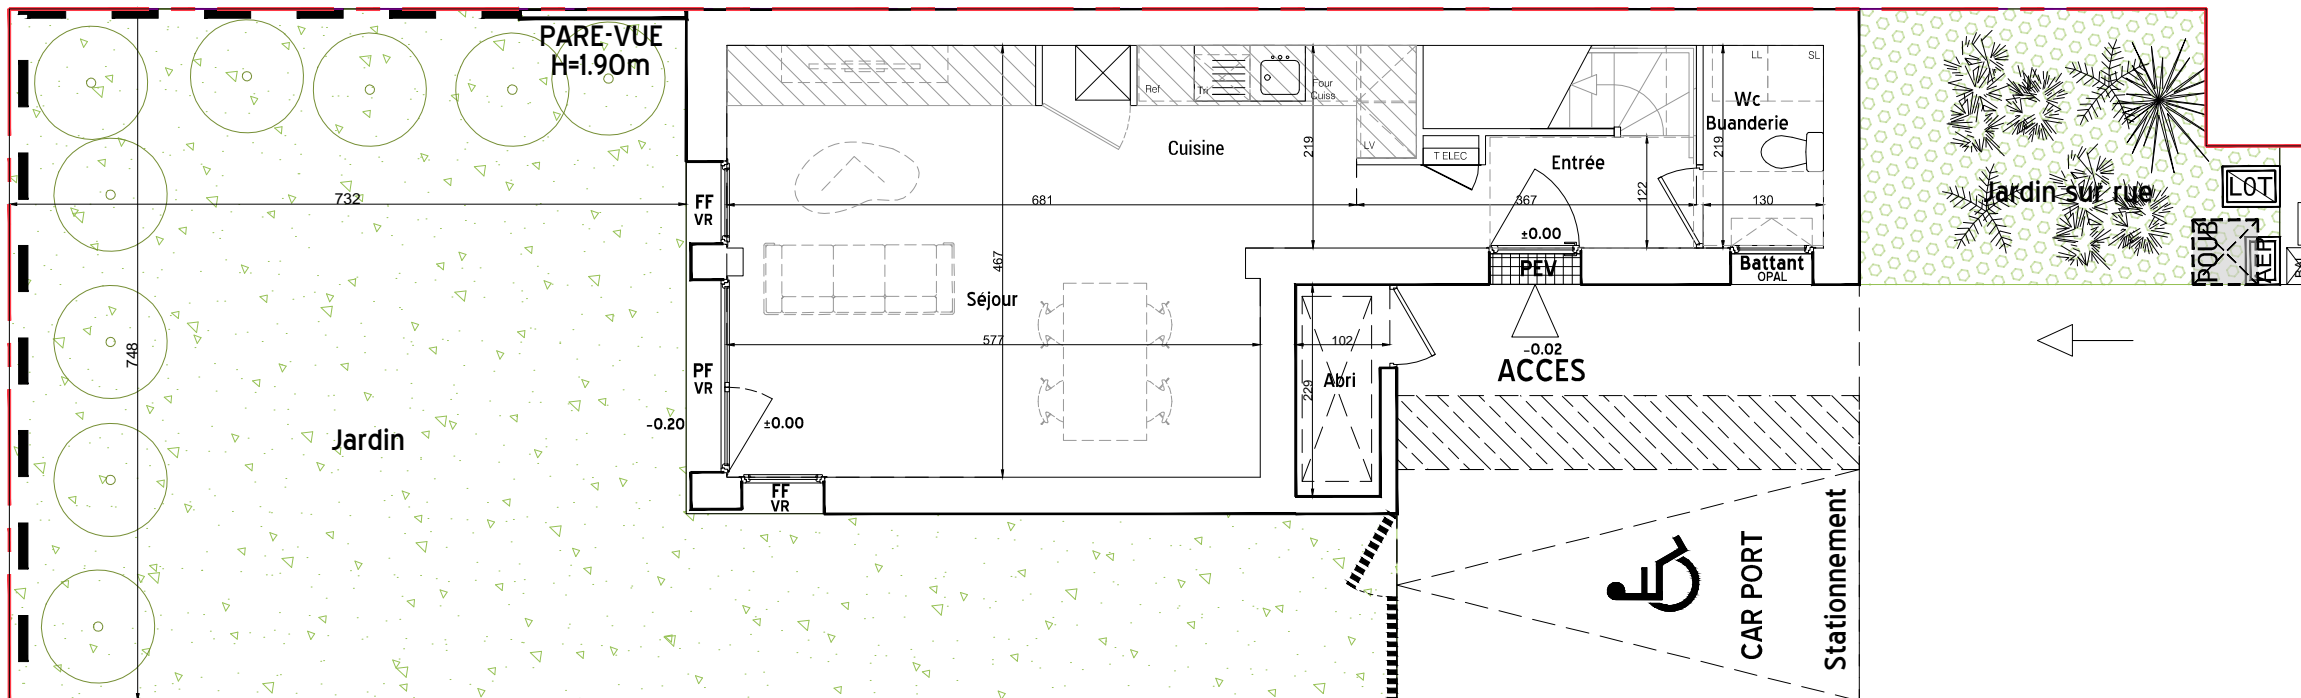 PARE-VUE
H=1.90m
Ref
Tri
Four
Cuiss
LV
Cuisine
219
T ELEC
Entrée
122
219
LL
SL
Wc
Buanderie
Jardin sur rue
LOT
POUB
AEP
732
FF
VR
681
367
130
±0.00
PEV
Battant
OPAL
467
Séjour
577
102
229
Abri
-0.02
ACCES
748
PF
VR
-0.20
±0.00
Jardin
FF
VR
CAR PORT
Stationnement